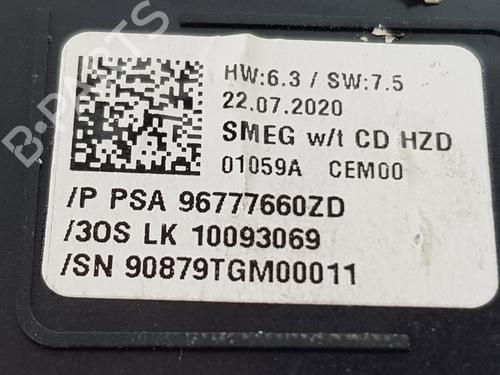 HW:6.3 / SW:7.5
22.07.2020
SMEG w/t CD HZD
01059A CEM00
/P PSA 96777660ZD
/3OS LK 10093069
/SN 90879TGM00011
B-PARTS